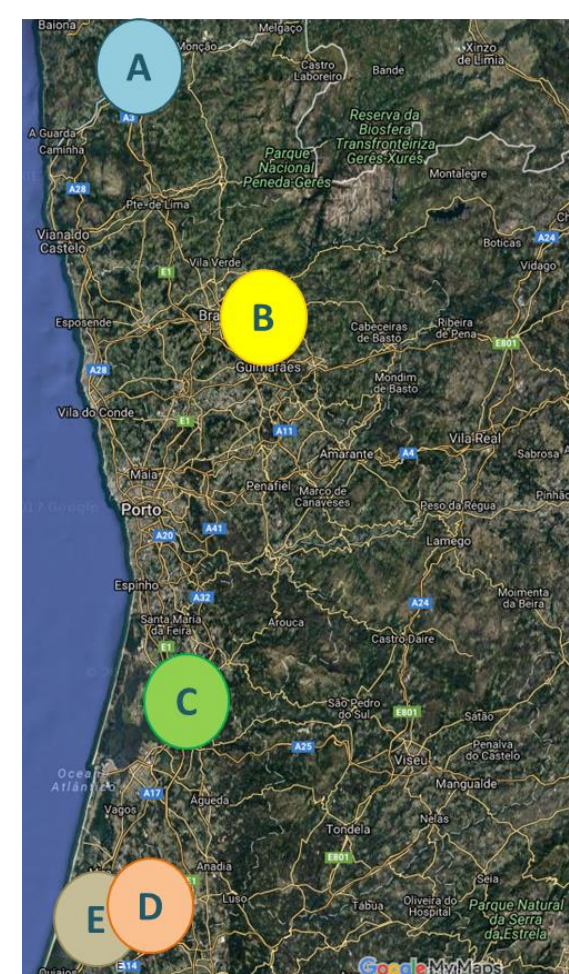 Baiona
Melgaço
A
Monção
Xinzo
de Limia
Castro
Laboreiro
Bande
A3
Reserva da
Biosfera
Transfronteiriza
Gerês-Xurés
A Guarda
Caminha
Parque
Nacional
Peneda-Gerês
Montalegre
A28
Pte. de Lima
Viana do
Castelo
Boticas
A24
Vidago
E1
Vila Verde
B
Esposende
Cabeceiras
de Basto
Ribeira
de Pena
E801
Guimarães
A28
Mondim
de Basto
Vila do Conde
E1
A11
Vila Real
Amarante
A4
Sabrosa
Maia
Penafiel
Marco de
Canaveses
Pinhão
Porto
Peso da Régua
A20
A41
Lamego
Espinho
A32
A24
Moimenta
da Beira
Santa Maria
da Feira
Arouca
E1
Castro Daire
C
São Pedro
do Sul
E801
Sátão
A25
Viseu
Penalva
do Castelo
Oceano
Atlântico
A17
Mangualde
Vagos
Águeda
Tondela
Nelas
E801
Anadia
E1
Luso
Seia
E
D
Tábua
Oliveira do
Hospital
Parque Natural
da Serra
da Estrela
E14
Quiaios
Google My Maps